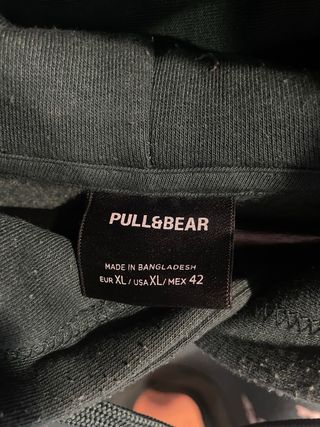 PULL&BEAR
MADE IN BANGLADESH
EUR XL / USA XL / MEX 42